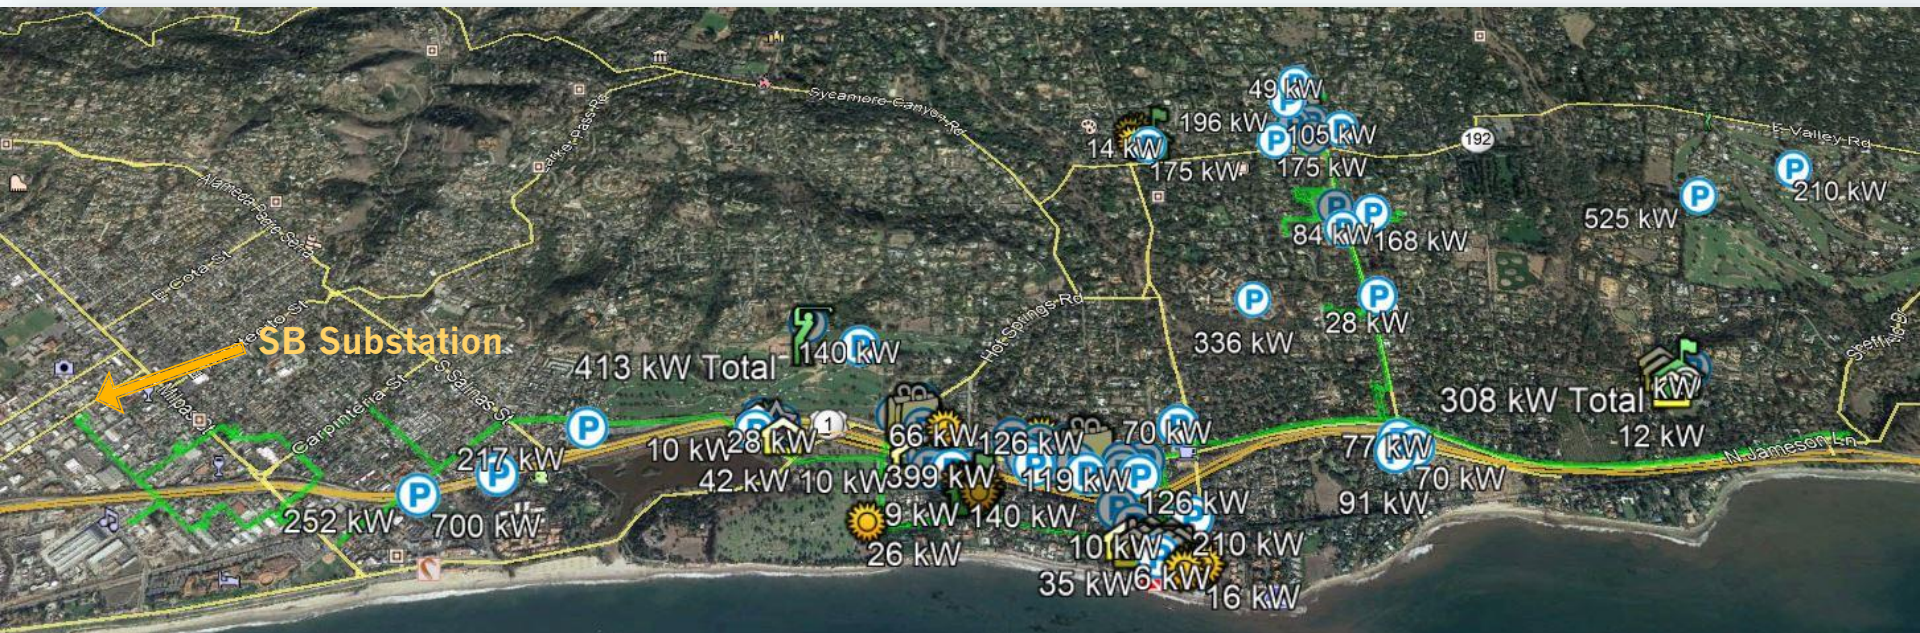 49 kW
196 kW
105 kW
14 kW
175 kW
175 kW
192
E Valley Rd
Sycamore Canyon Rd
210 kW
525 kW
84 kW
168 kW
Alameda Padre Serra
E Cota St
Hot Springs Rd
336 kW
28 kW
SB Substation
140 kW
413 kW Total
308 kW Total
kW
12 kW
Milpas St
S Salinas St
Carpinteria St
1
217 kW
10 kW
28 kW
66 kW
126 kW
70 kW
77 kW
70 kW
N Jameson Ln
42 kW
10 kW
399 kW
119 kW
126 kW
91 kW
252 kW
700 kW
9 kW
140 kW
26 kW
10 kW
210 kW
35 kW
6 kW
16 kW